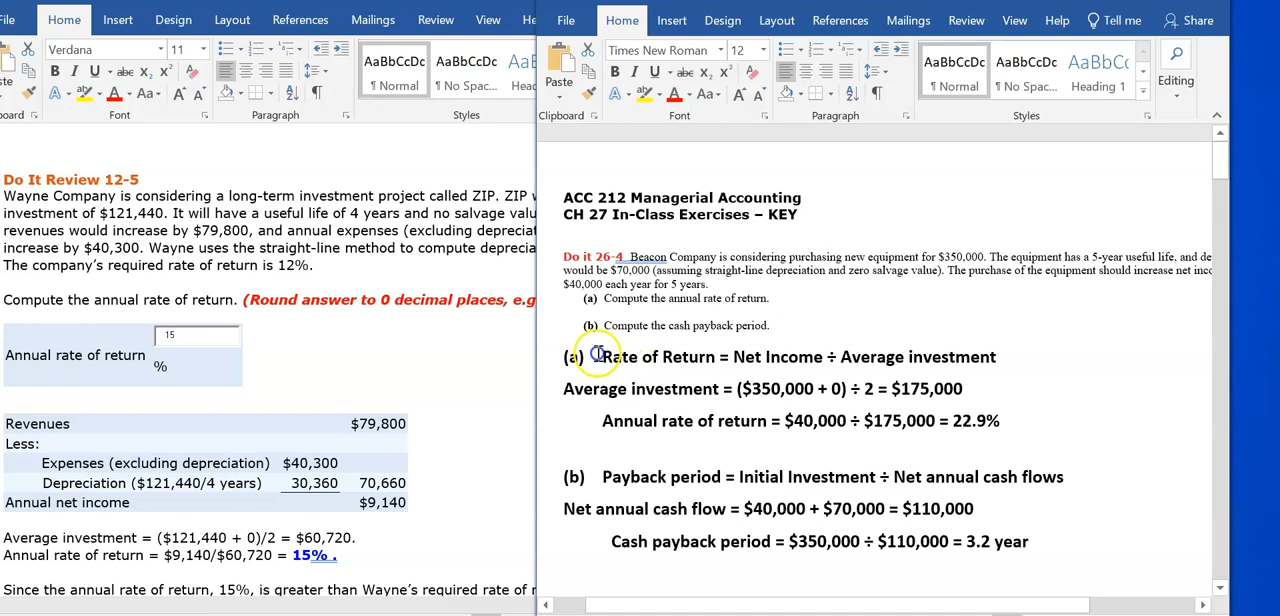 File Home Insert Design Layout References Mailings Review View He
Verdana 11
B I U abc X₂ X²
A aby A Aa A A
AaBbCcDc AaBbCcDc AaB
¶ Normal ¶ No Spac... Head
board Font Paragraph Styles
Do It Review 12-5
Wayne Company is considering a long-term investment project called ZIP. ZIP w
investment of $121,440. It will have a useful life of 4 years and no salvage valu
revenues would increase by $79,800, and annual expenses (excluding depreciat
increase by $40,300. Wayne uses the straight-line method to compute deprecia
The company's required rate of return is 12%.
Compute the annual rate of return. (Round answer to 0 decimal places, e.g
15
Annual rate of return
%
Revenues $79,800
Less:
Expenses (excluding depreciation) $40,300
Depreciation ($121,440/4 years) 30,360 70,660
Annual net income $9,140
Average investment = ($121,440 + 0)/2 = $60,720.
Annual rate of return = $9,140/$60,720 = 15% .
Since the annual rate of return, 15%, is greater than Wayne's required rate of r
File Home Insert Design Layout References Mailings Review View Help Tell me Share
Times New Roman 12
Paste
B I U abc X₂ X²
A aby A Aa A A
AaBbCcDc AaBbCcDc AaBbCc
¶ Normal ¶ No Spac... Heading 1
Editing
Clipboard Font Paragraph Styles
ACC 212 Managerial Accounting
CH 27 In-Class Exercises – KEY
Do it 26-4 Beacon Company is considering purchasing new equipment for $350,000. The equipment has a 5-year useful life, and de
would be $70,000 (assuming straight-line depreciation and zero salvage value). The purchase of the equipment should increase net inco
$40,000 each year for 5 years.
(a) Compute the annual rate of return.
(b) Compute the cash payback period.
(a) Rate of Return = Net Income ÷ Average investment
Average investment = ($350,000 + 0) ÷ 2 = $175,000
Annual rate of return = $40,000 ÷ $175,000 = 22.9%
(b) Payback period = Initial Investment ÷ Net annual cash flows
Net annual cash flow = $40,000 + $70,000 = $110,000
Cash payback period = $350,000 ÷ $110,000 = 3.2 year